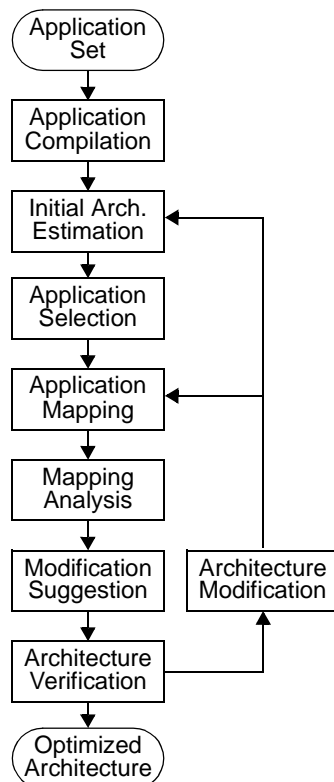 Application
Set
Application
Compilation
Initial Arch.
Estimation
Application
Selection
Application
Mapping
Mapping
Analysis
Modification
Suggestion
Architecture
Modification
Architecture
Verification
Optimized
Architecture